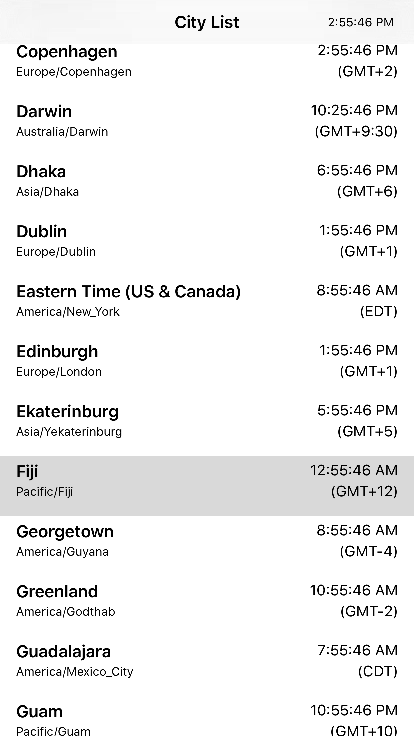 City List 2:55:46 PM
Copenhagen 2:55:46 PM
Europe/Copenhagen (GMT+2)
Darwin 10:25:46 PM
Australia/Darwin (GMT+9:30)
Dhaka 6:55:46 PM
Asia/Dhaka (GMT+6)
Dublin 1:55:46 PM
Europe/Dublin (GMT+1)
Eastern Time (US & Canada) 8:55:46 AM
America/New_York (EDT)
Edinburgh 1:55:46 PM
Europe/London (GMT+1)
Ekaterinburg 5:55:46 PM
Asia/Yekaterinburg (GMT+5)
Fiji 12:55:46 AM
Pacific/Fiji (GMT+12)
Georgetown 8:55:46 AM
America/Guyana (GMT-4)
Greenland 10:55:46 AM
America/Godthab (GMT-2)
Guadalajara 7:55:46 AM
America/Mexico_City (CDT)
Guam 10:55:46 PM
Pacific/Guam (GMT+10)